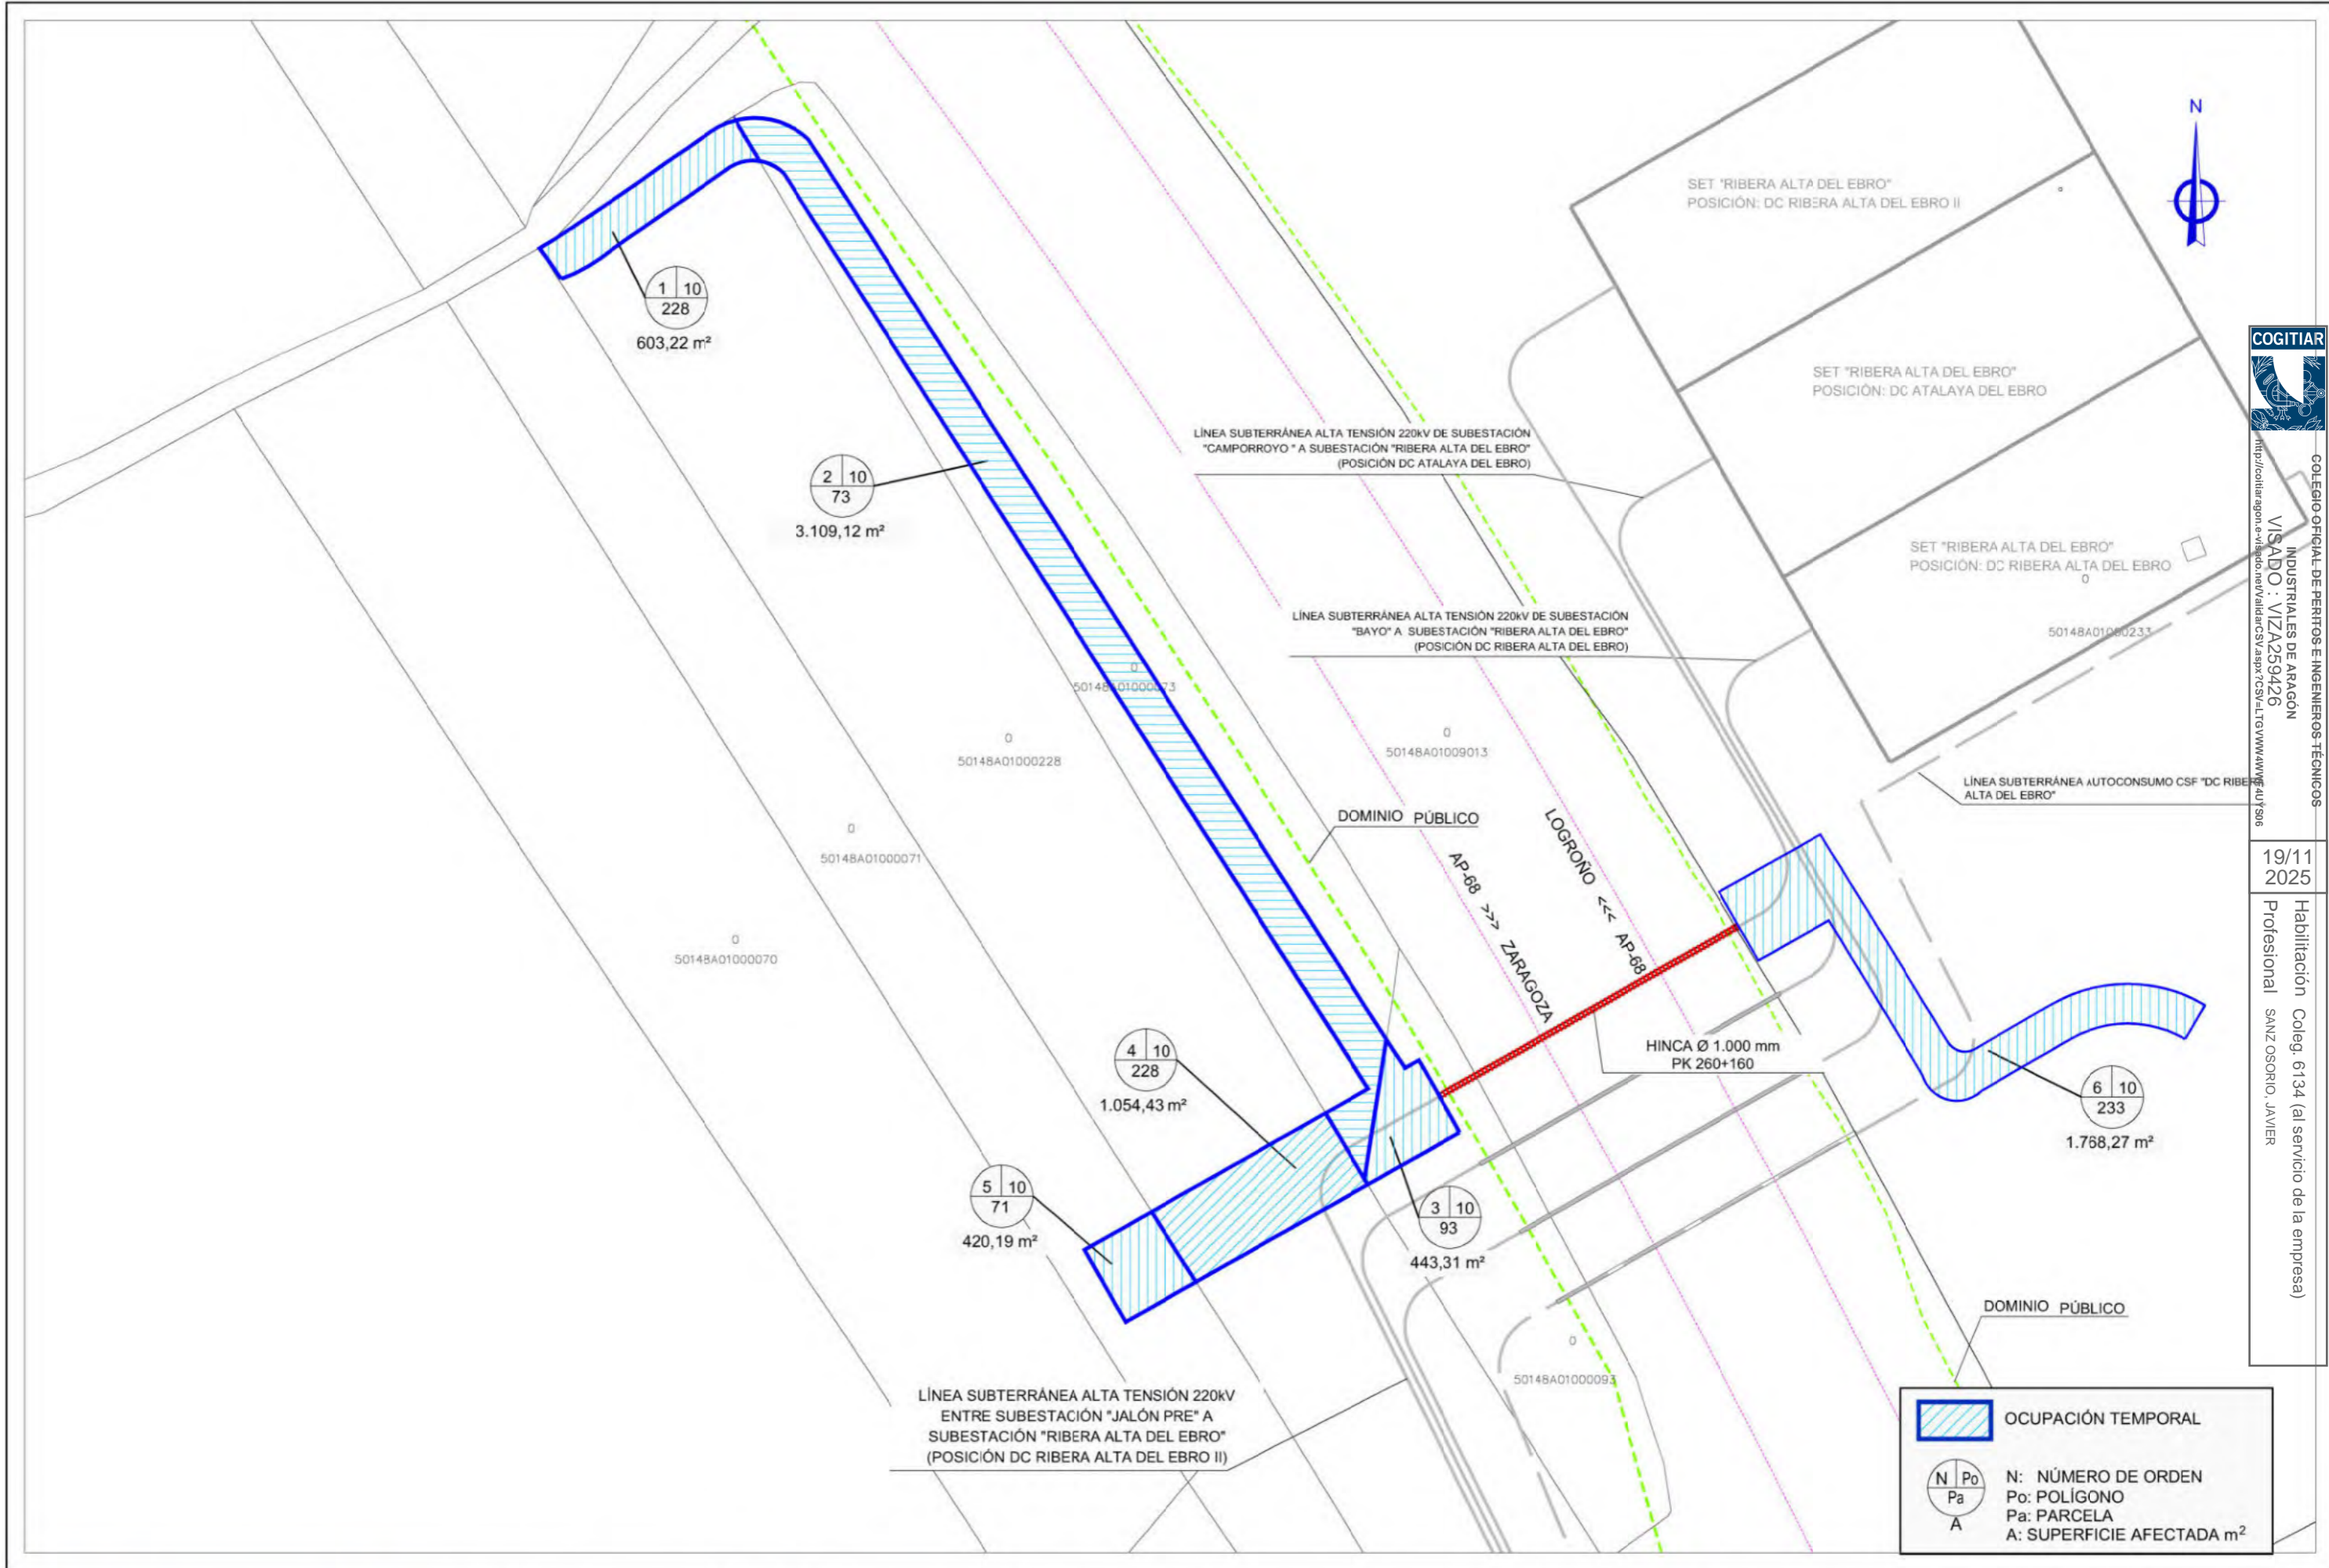 N
SET "RIBERA ALTA DEL EBRO"
POSICIÓN: DC RIBERA ALTA DEL EBRO II
1 10
228
603,22 m²
SET "RIBERA ALTA DEL EBRO"
POSICIÓN: DC ATALAYA DEL EBRO
LÍNEA SUBTERRÁNEA ALTA TENSIÓN 220kV DE SUBESTACIÓN
"CAMPORROYO " A SUBESTACIÓN "RIBERA ALTA DEL EBRO"
(POSICIÓN DC ATALAYA DEL EBRO)
2 10
73
3.109,12 m²
SET "RIBERA ALTA DEL EBRO"
POSICIÓN: DC RIBERA ALTA DEL EBRO
0
50148A01000233
LÍNEA SUBTERRÁNEA ALTA TENSIÓN 220kV DE SUBESTACIÓN
"BAYO" A SUBESTACIÓN "RIBERA ALTA DEL EBRO"
(POSICIÓN DC RIBERA ALTA DEL EBRO)
0
50148A01000073
0
50148A01000228
0
50148A01009013
LÍNEA SUBTERRÁNEA AUTOCONSUMO CSF "DC RIBERA
ALTA DEL EBRO"
DOMINIO PÚBLICO
0
50148A01000071
AP-68 >>> ZARAGOZA
LOGROÑO <<< AP-68
0
50148A01000070
HINCA Ø 1.000 mm
PK 260+160
4 10
228
1.054,43 m²
6 10
233
1.768,27 m²
5 10
71
420,19 m²
3 10
93
443,31 m²
DOMINIO PÚBLICO
0
50148A01000093
LÍNEA SUBTERRÁNEA ALTA TENSIÓN 220kV
ENTRE SUBESTACIÓN "JALÓN PRE" A
SUBESTACIÓN "RIBERA ALTA DEL EBRO"
(POSICIÓN DC RIBERA ALTA DEL EBRO II)
OCUPACIÓN TEMPORAL
N Po
Pa
A
N: NÚMERO DE ORDEN
Po: POLÍGONO
Pa: PARCELA
A: SUPERFICIE AFECTADA m²
COGITIAR
COLEGIO OFICIAL DE PERITOS E INGENIEROS TÉCNICOS
INDUSTRIALES DE ARAGÓN
VISADO : VIZA259426
19/11
2025
Habilitación Coleg. 6134 (al servicio de la empresa)
Profesional SANZ OSORIO, JAVIER